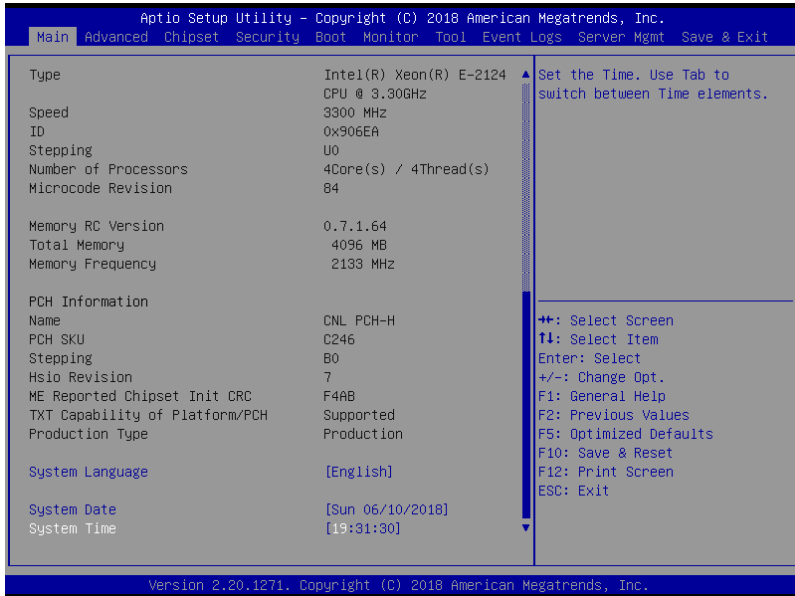 Aptio Setup Utility – Copyright (C) 2018 American Megatrends, Inc.
Main Advanced Chipset Security Boot Monitor Tool Event Logs Server Mgmt Save & Exit
Type Intel(R) Xeon(R) E-2124
CPU @ 3.30GHz
Speed 3300 MHz
ID 0x906EA
Stepping U0
Number of Processors 4Core(s) / 4Thread(s)
Microcode Revision 84
Memory RC Version 0.7.1.64
Total Memory 4096 MB
Memory Frequency 2133 MHz
PCH Information
Name CNL PCH-H
PCH SKU C246
Stepping B0
Hsio Revision 7
ME Reported Chipset Init CRC F4AB
TXT Capability of Platform/PCH Supported
Production Type Production
System Language [English]
System Date [Sun 06/10/2018]
System Time [19:31:30]
Set the Time. Use Tab to
switch between Time elements.
→←: Select Screen
↑↓: Select Item
Enter: Select
+/-: Change Opt.
F1: General Help
F2: Previous Values
F5: Optimized Defaults
F10: Save & Reset
F12: Print Screen
ESC: Exit
Version 2.20.1271. Copyright (C) 2018 American Megatrends, Inc.